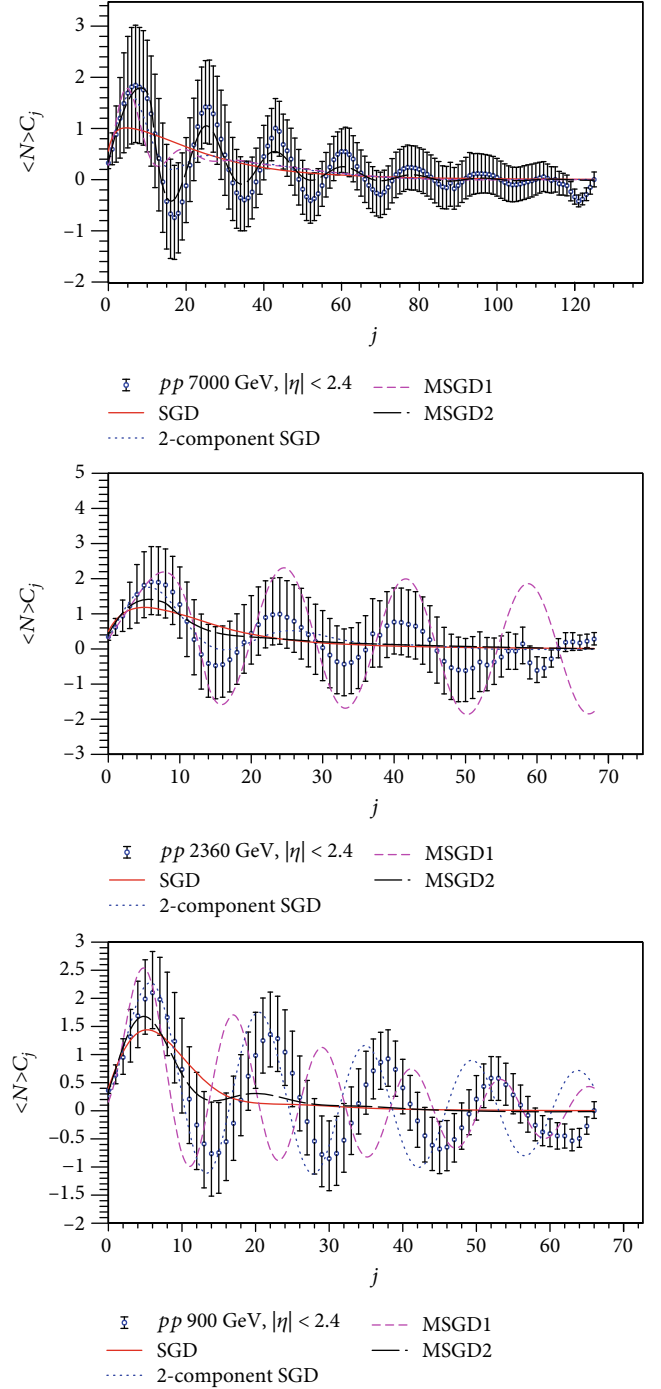 3
2
1
0
−1
−2
<N>C_j
0 20 40 60 80 100 120
j
pp 7000 GeV, |η| < 2.4
SGD
2-component SGD
MSGD1
MSGD2
5
4
3
2
1
0
−1
−2
−3
<N>C_j
0 10 20 30 40 50 60 70
j
pp 2360 GeV, |η| < 2.4
SGD
2-component SGD
MSGD1
MSGD2
3
2.5
2
1.5
1
0.5
0
−0.5
−1
−1.5
−2
<N>C_j
0 10 20 30 40 50 60 70
j
pp 900 GeV, |η| < 2.4
SGD
2-component SGD
MSGD1
MSGD2